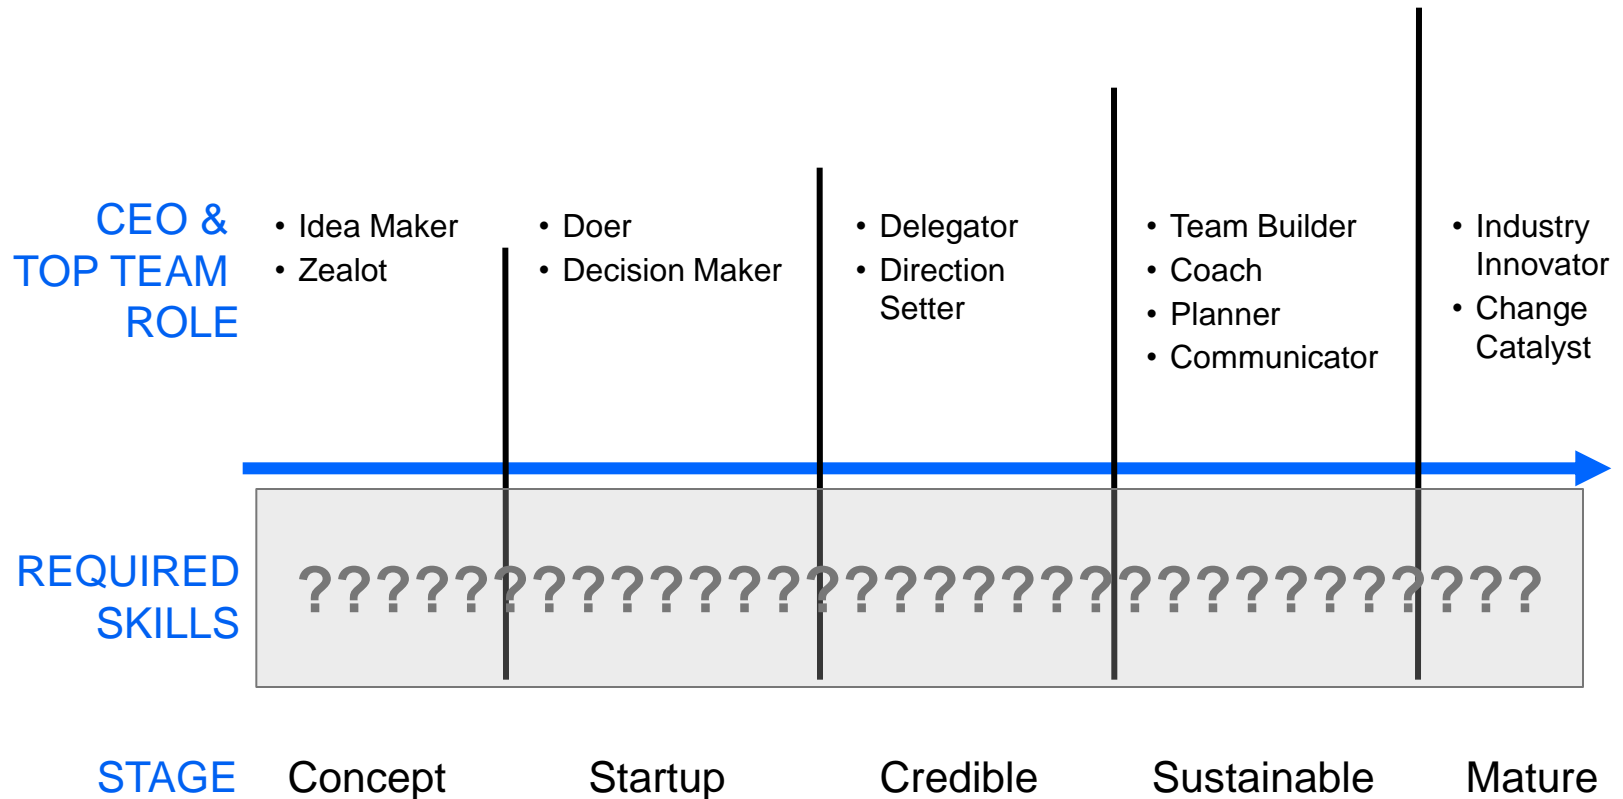 CEO &
TOP TEAM
ROLE
• Idea Maker
• Zealot
• Doer
• Decision Maker
• Delegator
• Direction
Setter
• Team Builder
• Coach
• Planner
• Communicator
• Industry
Innovator
• Change
Catalyst
REQUIRED
SKILLS
????????????????????????????????
STAGE
Concept
Startup
Credible
Sustainable
Mature